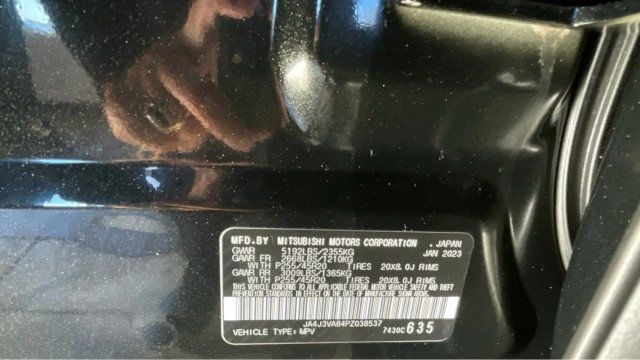 MFD.BY MITSUBISHI MOTORS CORPORATION . JAPAN
GVWR 5192LBS/2355KG JAN 2023
GAWR FR 2668LBS/1210KG
WITH P255/45R20 TIRES 20X8.0J RIMS
GAWR RR 3009LBS/1365KG
WITH P255/45R20 TIRES 20X8.0J RIMS
THIS VEHICLE CONFORMS TO ALL APPLICABLE FEDERAL
MOTOR VEHICLE SAFETY AND THEFT PREVENTION STANDARDS
IN EFFECT ON THE DATE OF MANUFACTURE SHOWN ABOVE.
JA4J3VA84PZ038537
VEHICLE TYPE: MPV 7430C 635